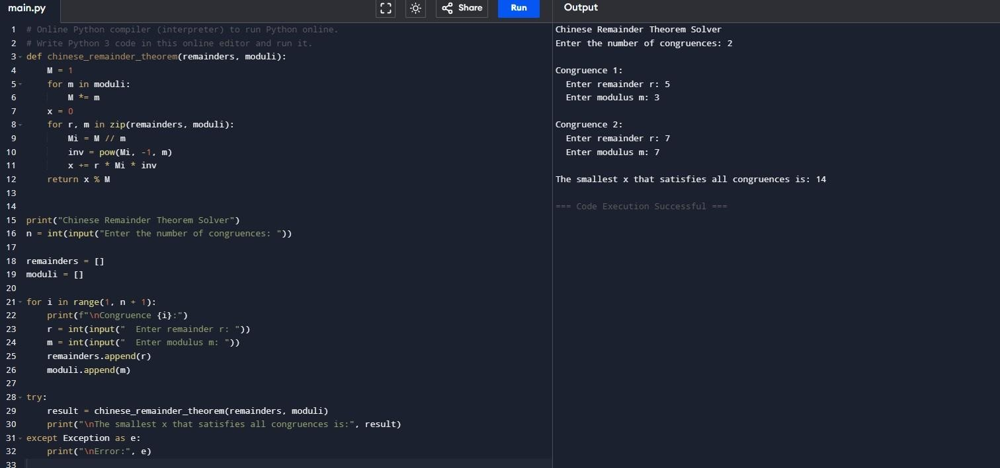 main.py
Share
Run
Output
1 # Online Python compiler (interpreter) to run Python online.
2 # Write Python 3 code in this online editor and run it.
3 def chinese_remainder_theorem(remainders, moduli):
4     M = 1
5     for m in moduli:
6         M *= m
7     x = 0
8     for r, m in zip(remainders, moduli):
9         Mi = M // m
10         inv = pow(Mi, -1, m)
11         x += r * Mi * inv
12     return x % M
13
14
15 print("Chinese Remainder Theorem Solver")
16 n = int(input("Enter the number of congruences: "))
17
18 remainders = []
19 moduli = []
20
21 for i in range(1, n + 1):
22     print(f"\nCongruence {i}:")
23     r = int(input("  Enter remainder r: "))
24     m = int(input("  Enter modulus m: "))
25     remainders.append(r)
26     moduli.append(m)
27
28 try:
29     result = chinese_remainder_theorem(remainders, moduli)
30     print("\nThe smallest x that satisfies all congruences is:", result)
31 except Exception as e:
32     print("\nError:", e)
33
Chinese Remainder Theorem Solver
Enter the number of congruences: 2

Congruence 1:
  Enter remainder r: 5
  Enter modulus m: 3

Congruence 2:
  Enter remainder r: 7
  Enter modulus m: 7

The smallest x that satisfies all congruences is: 14

=== Code Execution Successful ===